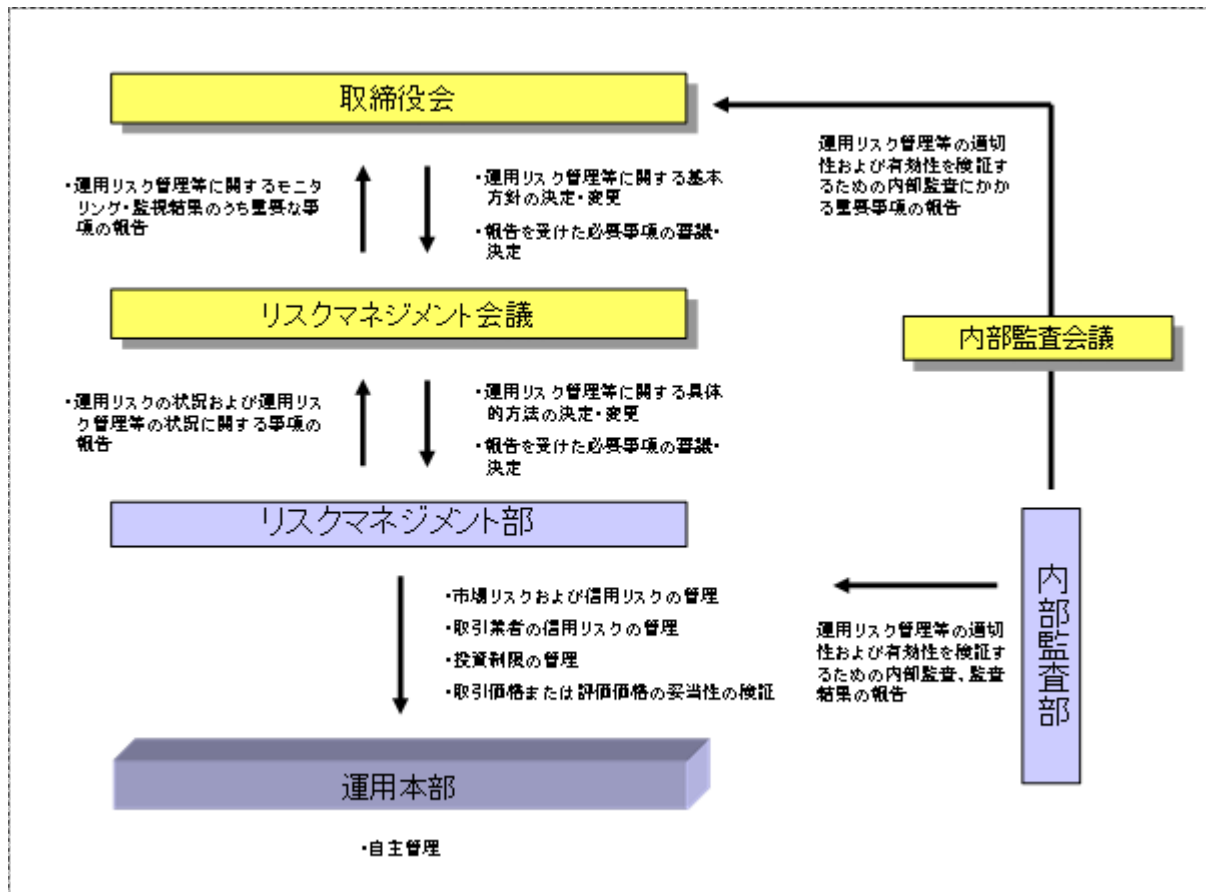 取締役会
・運用リスク管理等に関するモニ
タリング・監視結果のうち重要な事
項の報告
・運用リスク管理等に関する基本
方針の決定・変更
・報告を受けた必要事項の審議・
決定
運用リスク管理等の適切
性および有効性を検証す
るための内部監査にかか
る重要事項の報告
リスクマネジメント会議
内部監査会議
・運用リスクの状況および運用リス
ク管理等の状況に関する事項の
報告
・運用リスク管理等に関する具体
的方法の決定・変更
・報告を受けた必要事項の審議・
決定
リスクマネジメント部
内部監査部
・市場リスクおよび信用リスクの管理
・取引業者の信用リスクの管理
・投資制限の管理
・取引価格または評価価格の妥当性の検証
運用リスク管理等の適切
性および有効性を検証す
るための内部監査、監査
結果の報告
運用本部
・自主管理